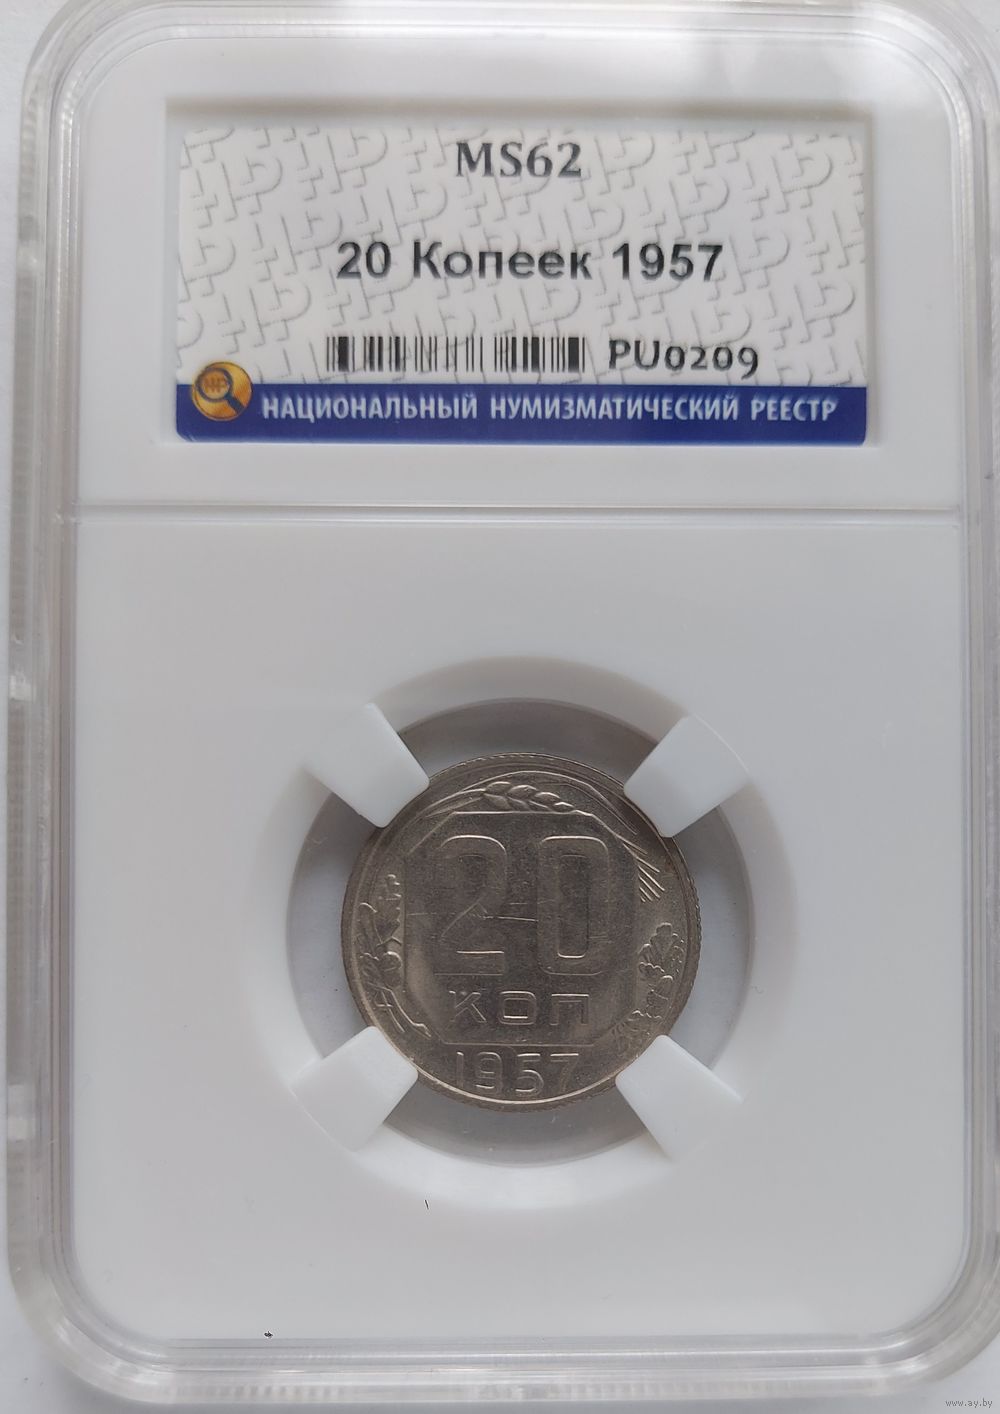 MS62
20 Копеек 1957
PU0209
НАЦИОНАЛЬНЫЙ НУМИЗМАТИЧЕСКИЙ РЕЕСТР
20
КОП
1957
www.ay.by